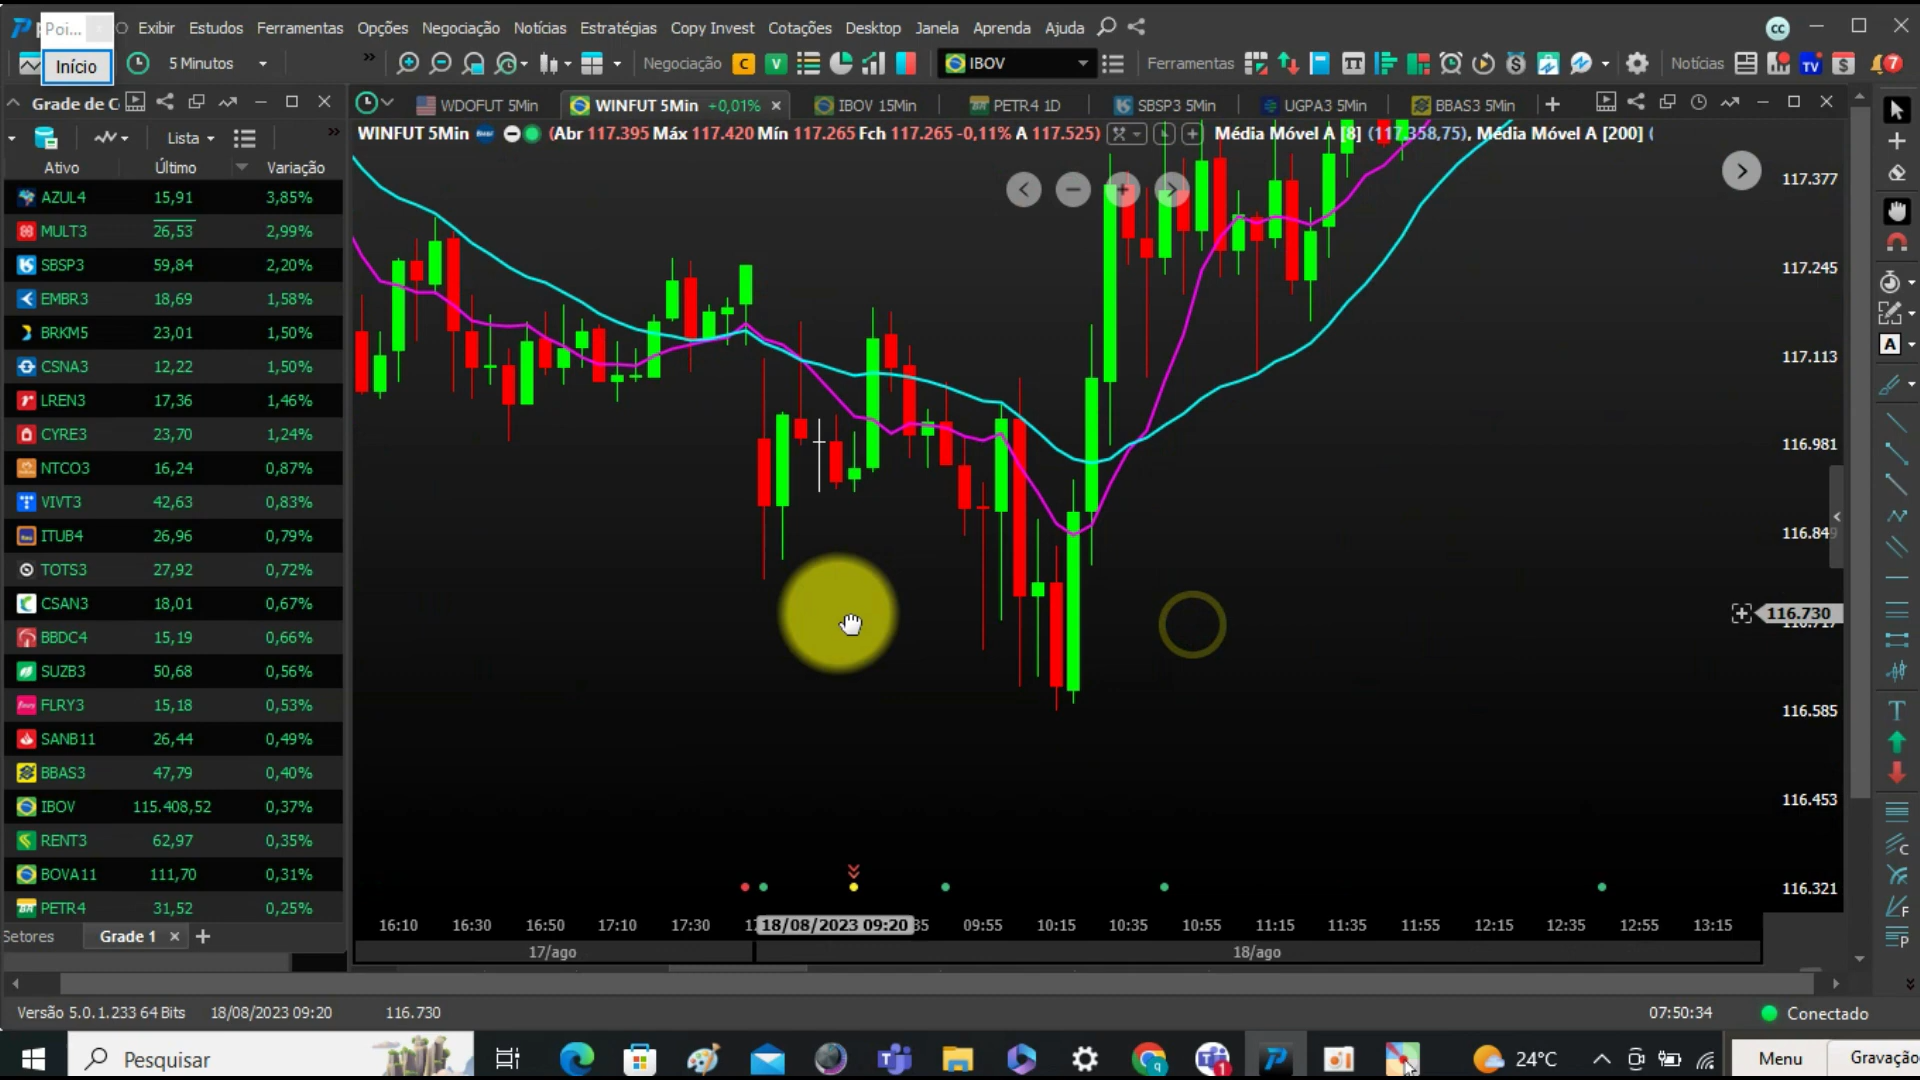 Poi...
Início
Exibir Estudos Ferramentas Opções Negociação Notícias Estratégias Copy Invest Cotações Desktop Janela Aprenda Ajuda
CC
5 Minutos
Negociação C V
IBOV
Ferramentas
Notícias
TV
7
Grade de C
WDOFUT 5Min WINFUT 5Min +0,01% IBOV 15Min PETR4 1D SBSP3 5Min UGPA3 5Min BBAS3 5Min
WINFUT 5Min (Abr 117.395 Máx 117.420 Mín 117.265 Fch 117.265 -0,11% A 117.525) Média Móvel A [8] (117.358,75), Média Móvel A [200] (
Lista
Ativo Último Variação
AZUL4 15,91 3,85%
MULT3 26,53 2,99%
SBSP3 59,84 2,20%
EMBR3 18,69 1,58%
BRKM5 23,01 1,50%
CSNA3 12,22 1,50%
LREN3 17,36 1,46%
CYRE3 23,70 1,24%
NTCO3 16,24 0,87%
VIVT3 42,63 0,83%
ITUB4 26,96 0,79%
TOTS3 27,92 0,72%
CSAN3 18,01 0,67%
BBDC4 15,19 0,66%
SUZB3 50,68 0,56%
FLRY3 15,18 0,53%
SANB11 26,44 0,49%
BBAS3 47,79 0,40%
IBOV 115.408,52 0,37%
RENT3 62,97 0,35%
BOVA11 111,70 0,31%
PETR4 31,52 0,25%
Setores Grade 1
117.377
117.245
117.113
116.981
116.849
116.730
116.585
116.453
116.321
16:10 16:30 16:50 17:10 17:30 18/08/2023 09:20 09:55 10:15 10:35 10:55 11:15 11:35 11:55 12:15 12:35 12:55 13:15
17/ago 18/ago
Versão 5.0.1.233 64 Bits 18/08/2023 09:20 116.730 07:50:34 Conectado
Pesquisar
24°C
Menu
Gravação